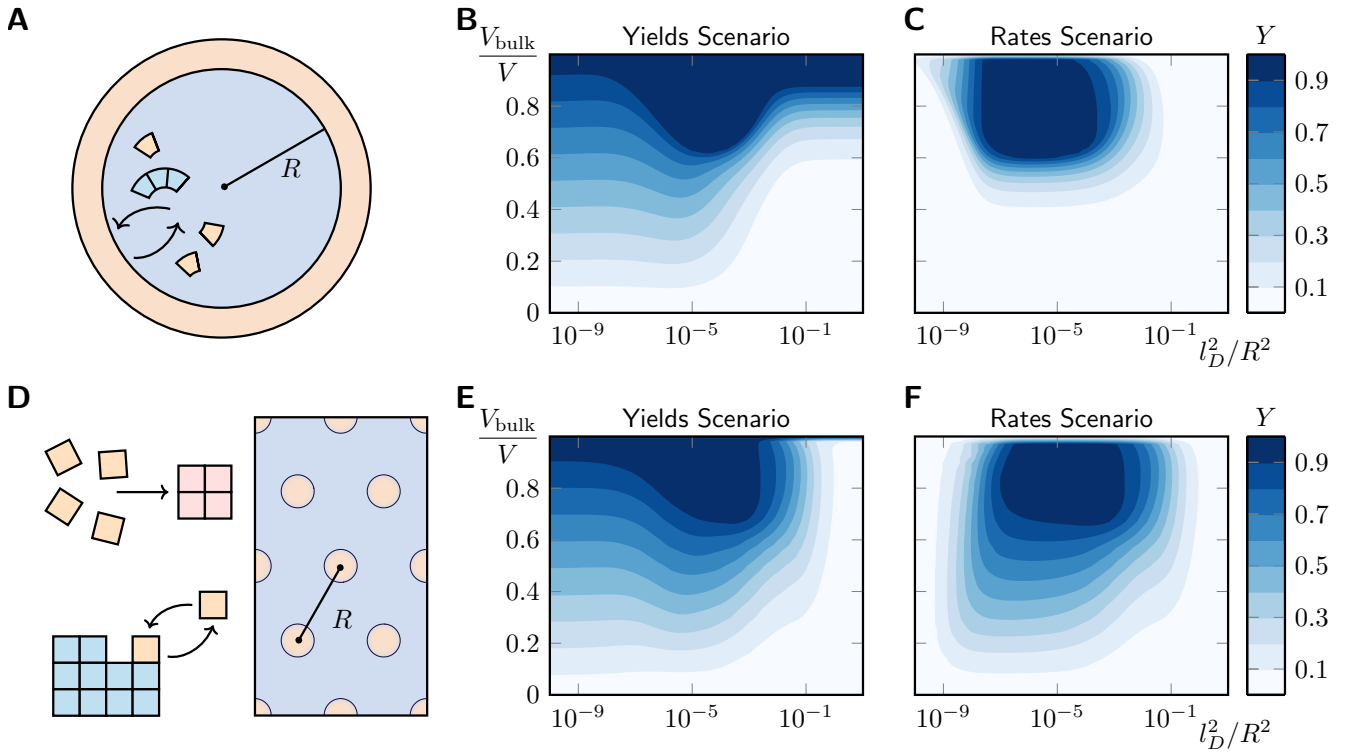 A
R
B
V_bulk / V
Yields Scenario
0.8
0.6
0.4
0.2
0
10^-9
10^-5
10^-1
C
Rates Scenario
10^-9
10^-5
10^-1
l_D^2/R^2
Y
0.9
0.7
0.5
0.3
0.1
D
R
E
V_bulk / V
Yields Scenario
0.8
0.6
0.4
0.2
0
10^-9
10^-5
10^-1
F
Rates Scenario
10^-9
10^-5
10^-1
l_D^2/R^2
Y
0.9
0.7
0.5
0.3
0.1